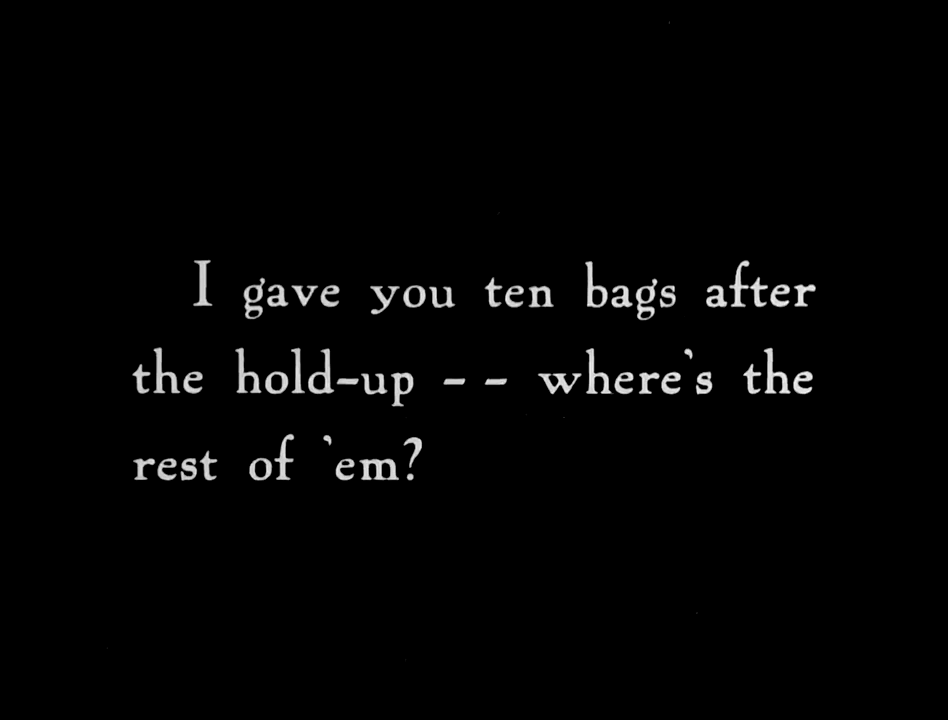 I gave you ten bags after
the hold-up -- where's the
rest of 'em?